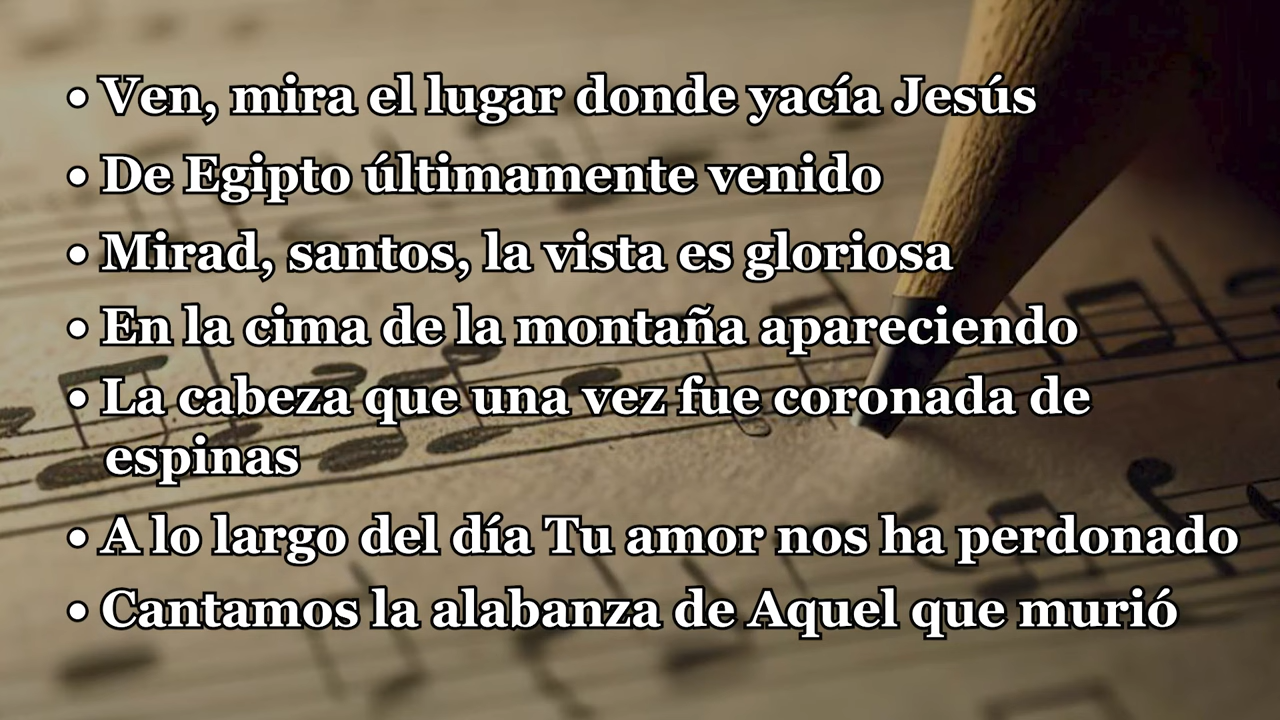 • Ven, mira el lugar donde yacía Jesús
• De Egipto últimamente venido
• Mirad, santos, la vista es gloriosa
• En la cima de la montaña apareciendo
• La cabeza que una vez fue coronada de
espinas
• A lo largo del día Tu amor nos ha perdonado
• Cantamos la alabanza de Aquel que murió